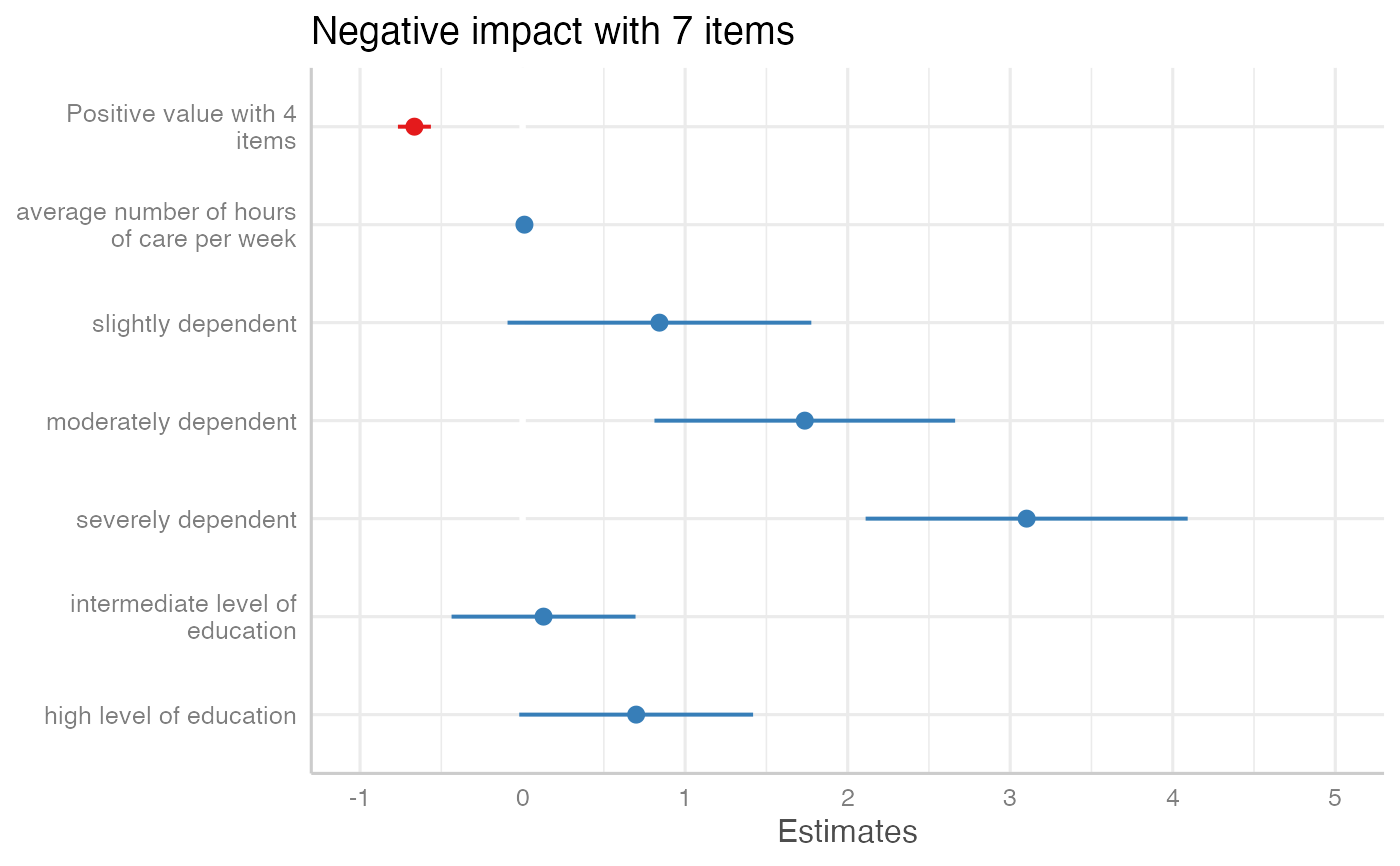 Negative impact with 7 items
Positive value with 4
items
average number of hours
of care per week
slightly dependent
moderately dependent
severely dependent
intermediate level of
education
high level of education
-1 0 1 2 3 4 5
Estimates